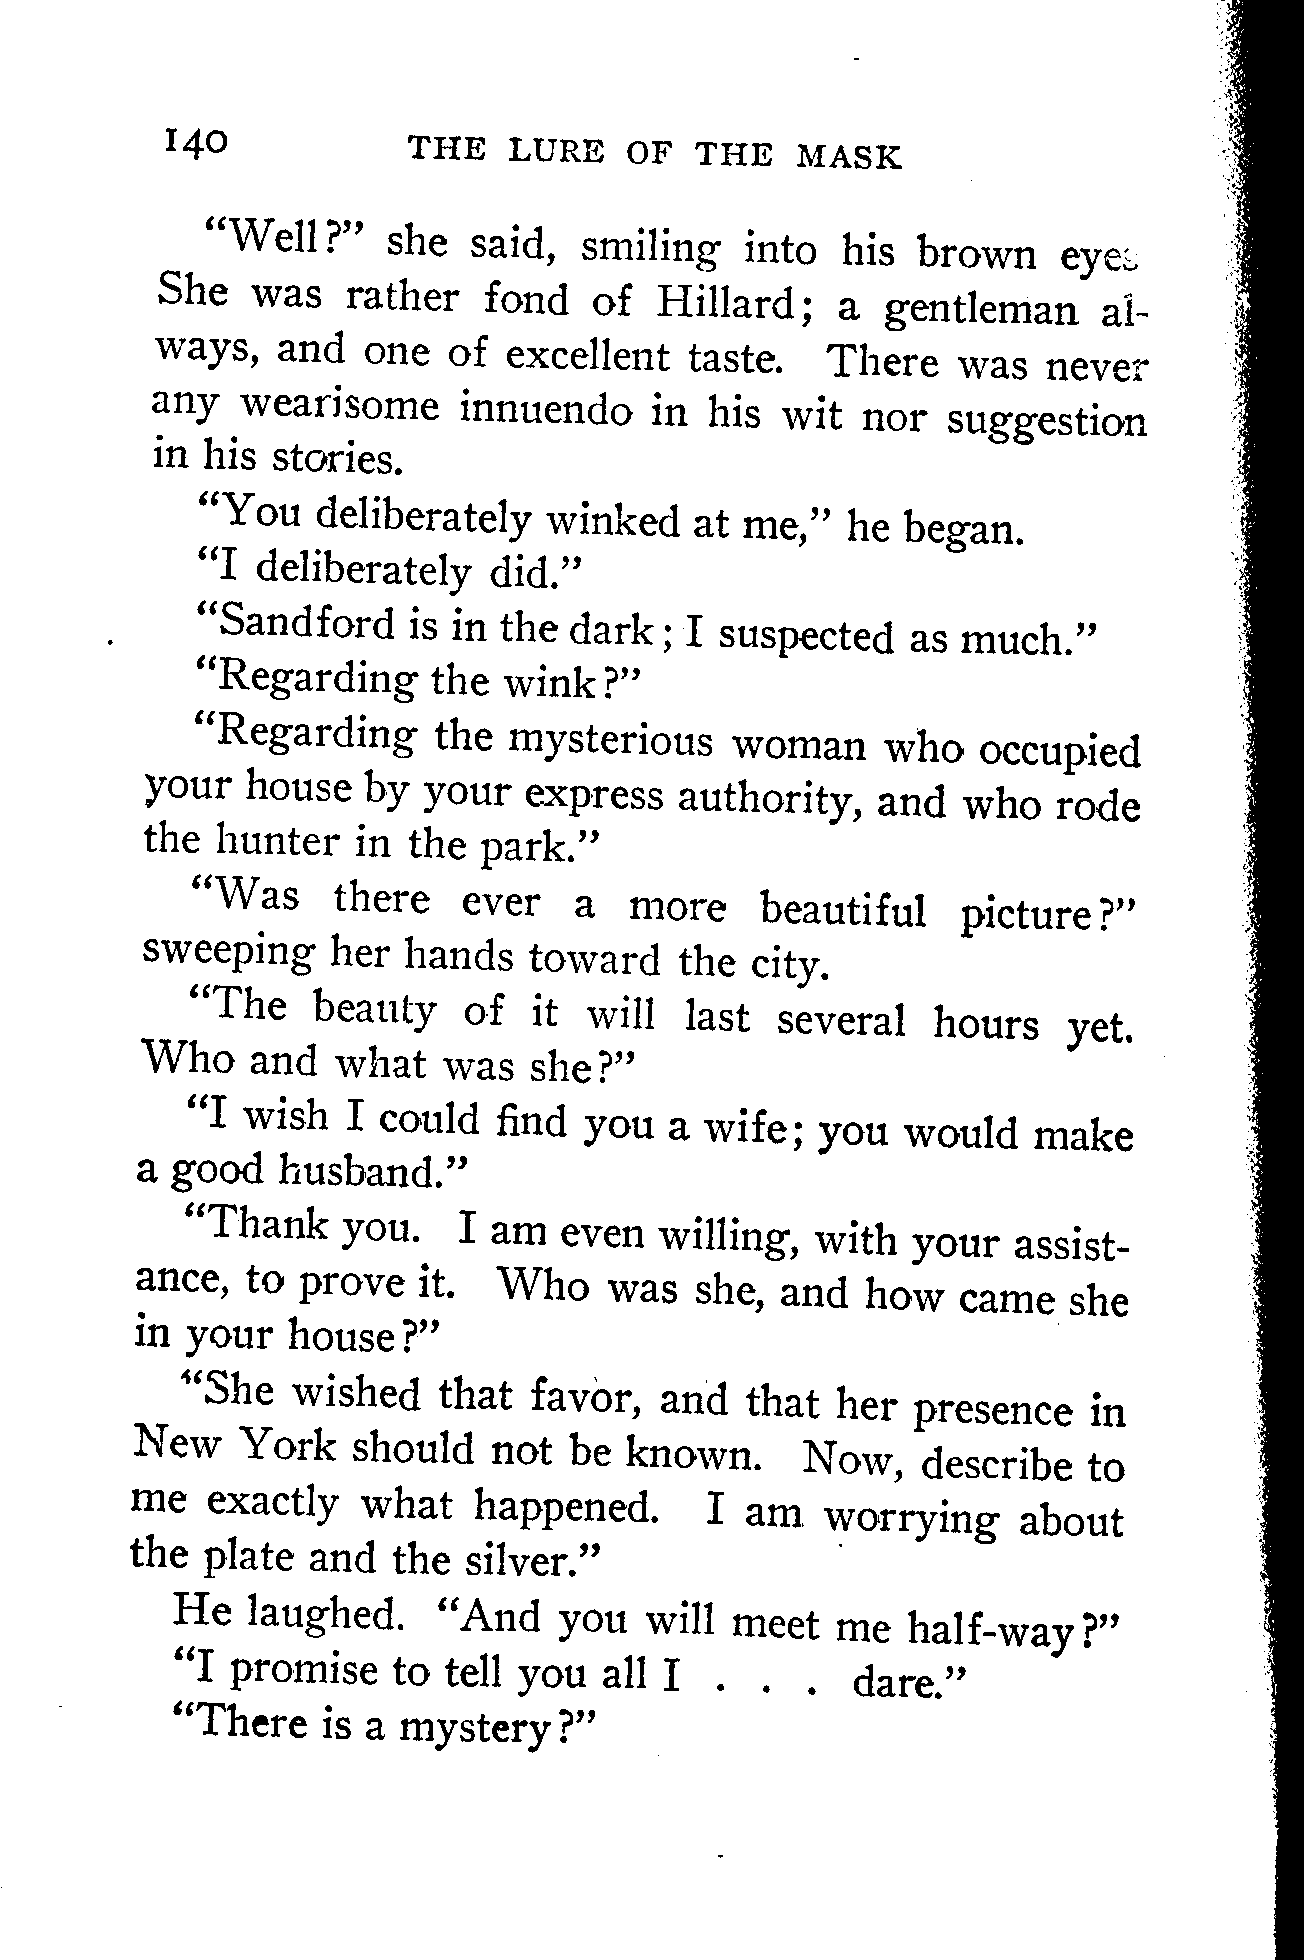 140 THE LURE OF THE MASK
"Well?" she said, smiling into his brown eyes
She was rather fond of Hillard; a gentleman al-
ways, and one of excellent taste. There was never
any wearisome innuendo in his wit nor suggestion
in his stories.
"You deliberately winked at me," he began.
"I deliberately did."
"Sandford is in the dark; I suspected as much."
"Regarding the wink?"
"Regarding the mysterious woman who occupied
your house by your express authority, and who rode
the hunter in the park."
"Was there ever a more beautiful picture?"
sweeping her hands toward the city.
"The beauty of it will last several hours yet.
Who and what was she?"
"I wish I could find you a wife; you would make
a good husband."
"Thank you. I am even willing, with your assist-
ance, to prove it. Who was she, and how came she
in your house?"
"She wished that favor, and that her presence in
New York should not be known. Now, describe to
me exactly what happened. I am worrying about
the plate and the silver."
He laughed. "And you will meet me half-way?"
"I promise to tell you all I . . . dare."
"There is a mystery?"